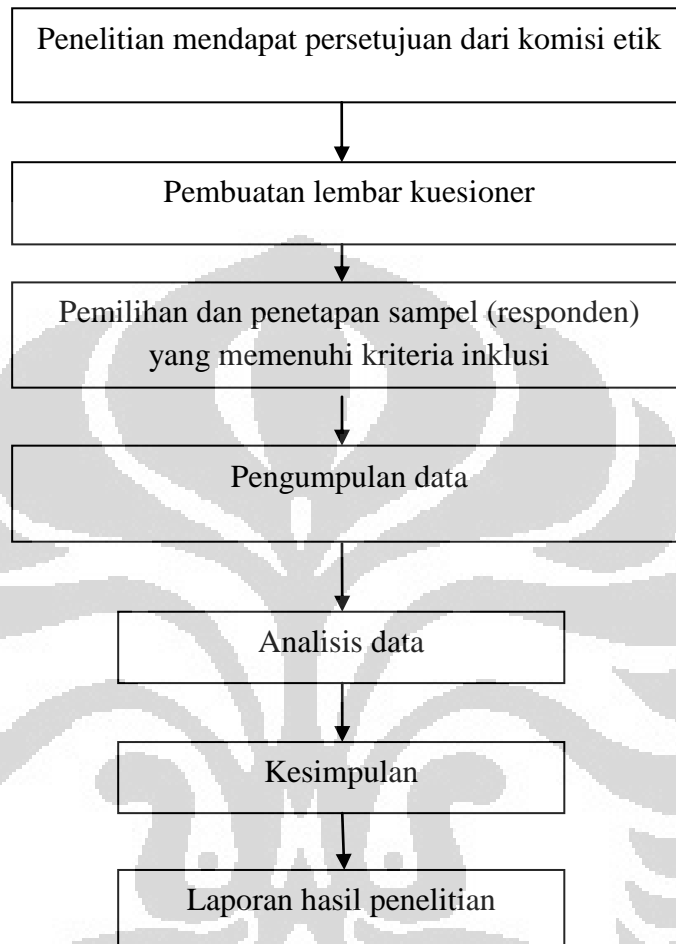 Penelitian mendapat persetujuan dari komisi etik
Pembuatan lembar kuesioner
Pemilihan dan penetapan sampel (responden)
yang memenuhi kriteria inklusi
Pengumpulan data
Analisis data
Kesimpulan
Laporan hasil penelitian